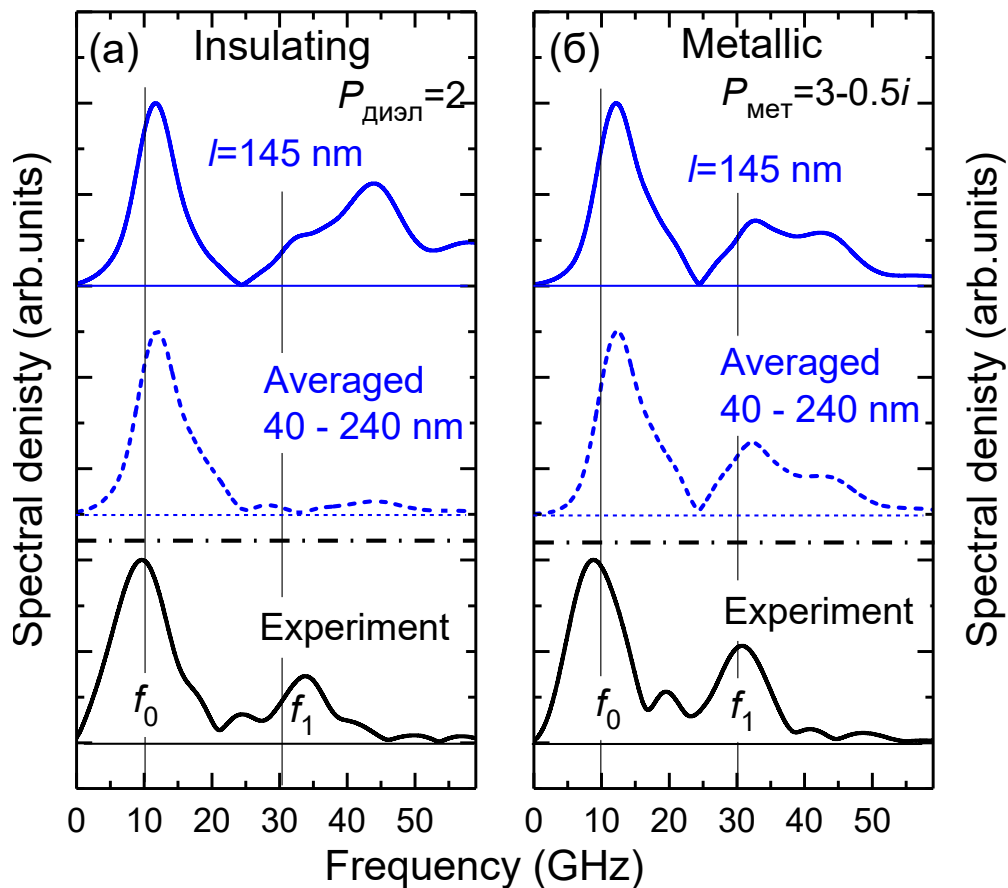 (а) Insulating
Pдиэл=2
l=145 nm
Averaged
40 - 240 nm
Experiment
f0
f1
0 10 20 30 40 50
(б) Metallic
Pмет=3-0.5i
l=145 nm
Averaged
40 - 240 nm
Experiment
f0
f1
0 10 20 30 40 50
Spectral denisty (arb.units)
Spectral denisty (arb.units)
Frequency (GHz)